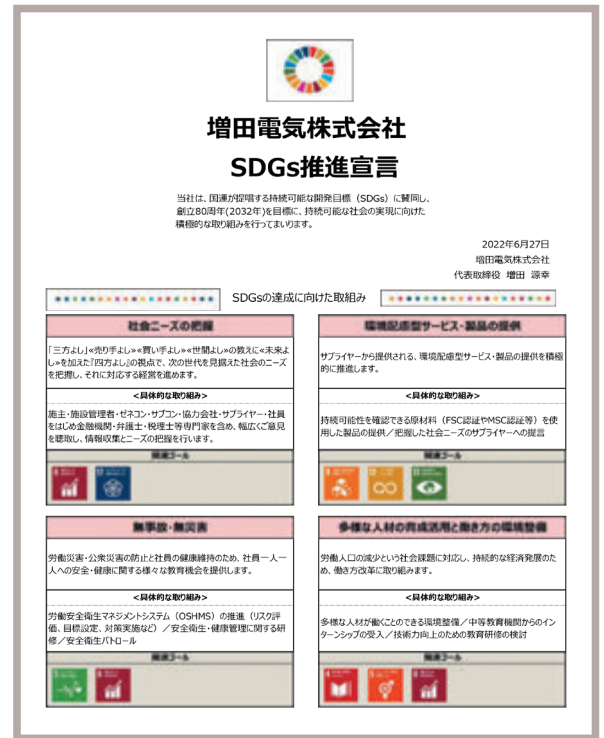 増田電気株式会社
SDGs推進宣言
当社は、国連が提唱する持続可能な開発目標（SDGs）に賛同し、
創立80周年(2032年)を目標に、持続可能な社会の実現に向けた
積極的な取り組みを行ってまいります。
2022年6月27日
増田電気株式会社
代表取締役 増田 諒幸
SDGsの達成に向けた取組み
社会ニーズの把握
「三方よし」≪売り手よし≫≪買い手よし≫≪世間よし≫の教えに≪未来よ
し≫を加えた『四方よし』の視点で、次の世代を見据えた社会のニーズ
を把握し、それに対応する経営を進めます。
＜具体的な取り組み＞
施主・施設管理者・ゼネコン・サブコン・協力会社・サプライヤー・社員
をはじめ金融機関・弁護士・税理士等専門家を含め、幅広くご意見
を聴取し、情報収集とニーズの把握を行います。
関連ゴール
環境配慮型サービス・製品の提供
サプライヤーから提供される、環境配慮型サービス・製品の提供を積極
的に推進します。
＜具体的な取り組み＞
持続可能性を確認できる原材料（FSC認証やMSC認証等）を使
用した製品の提供／把握した社会ニーズのサプライヤーへの提言
関連ゴール
無事故・無災害
労働災害・公衆災害の防止と社員の健康維持のため、社員一人一
人への安全・健康に関する様々な教育機会を提供します。
＜具体的な取り組み＞
労働安全衛生マネジメントシステム（OSHMS）の推進（リスク評
価、目標設定、対策実施など）／安全衛生・健康管理に関する研
修／安全衛生パトロール
関連ゴール
多様な人材の育成活用と働き方の環境整備
労働人口の減少という社会課題に対応し、持続的な経済発展のた
め、働き方改革に取り組みます。
＜具体的な取り組み＞
多様な人材が働くことのできる環境整備／中等教育機関からのイン
ターンシップの受入／技術力向上のための教育研修の検討
関連ゴール